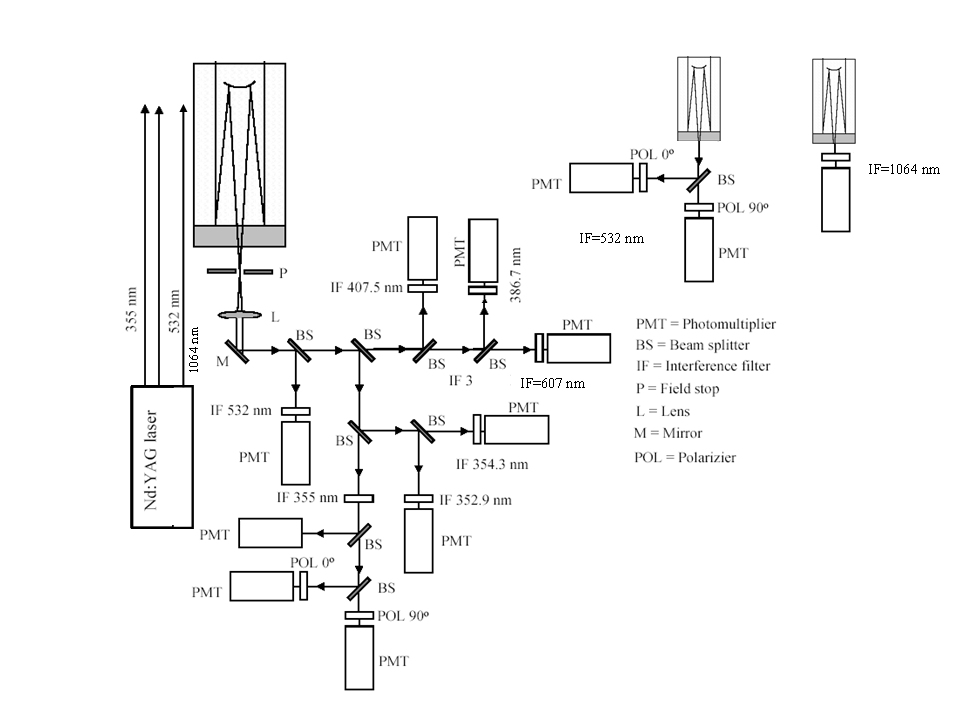 355 nm
532 nm
1064 nm
Nd:YAG laser
P
L
M
BS
BS
PMT
IF 407.5 nm
PMT
386.7 nm
BS
BS
IF 3
PMT
IF=607 nm
IF 532 nm
PMT
BS
BS
PMT
IF 354.3 nm
IF 355 nm
IF 352.9 nm
PMT
PMT
BS
POL 0º
PMT
BS
POL 90º
PMT
POL 0º
PMT
BS
POL 90º
IF=532 nm
PMT
IF=1064 nm
PMT = Photomultiplier
BS = Beam splitter
IF = Interference filter
P = Field stop
L = Lens
M = Mirror
POL = Polarizier